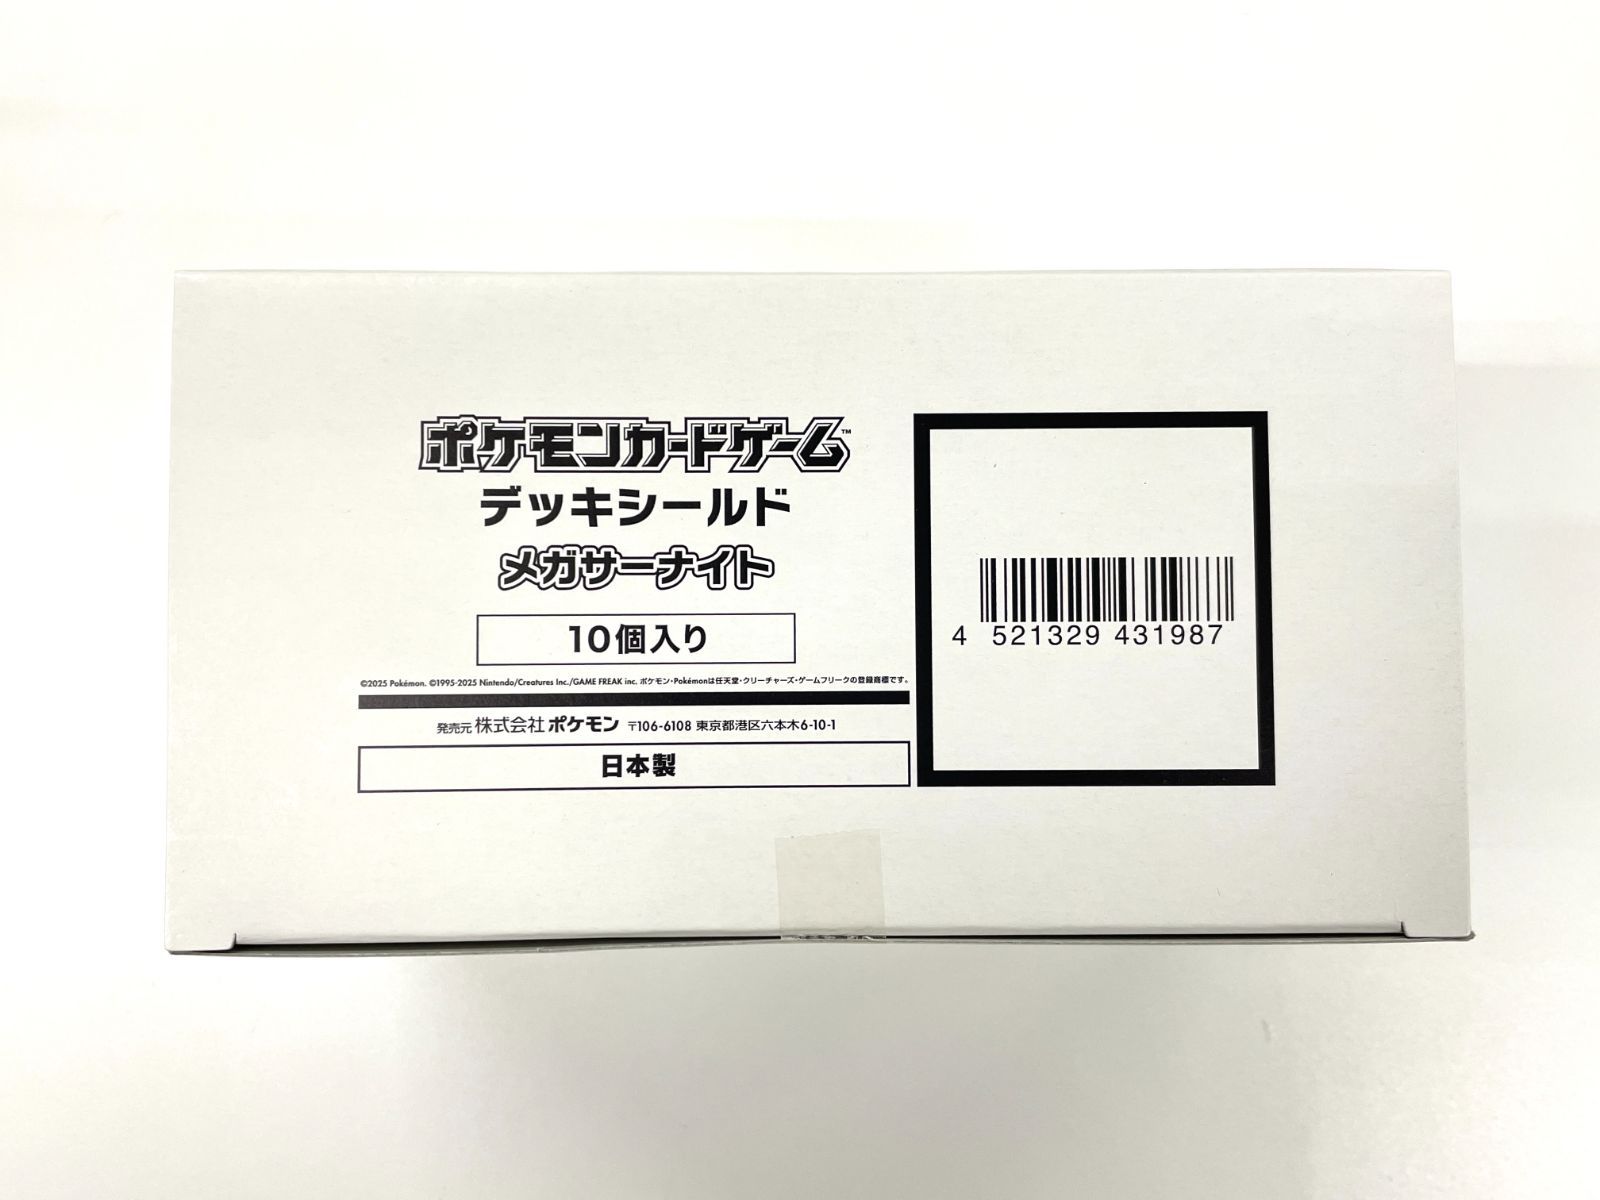 ポケモンカードゲーム™
デッキシールド
メガサーナイト
10個入り
©2025 Pokémon. ©1995-2025 Nintendo/Creatures Inc./GAME FREAK inc. ポケモン・Pokémonは任天堂・クリーチャーズ・ゲームフリークの登録商標です。
発売元 株式会社ポケモン 〒106-6108 東京都港区六本木6-10-1
日本製
4 521329 431987